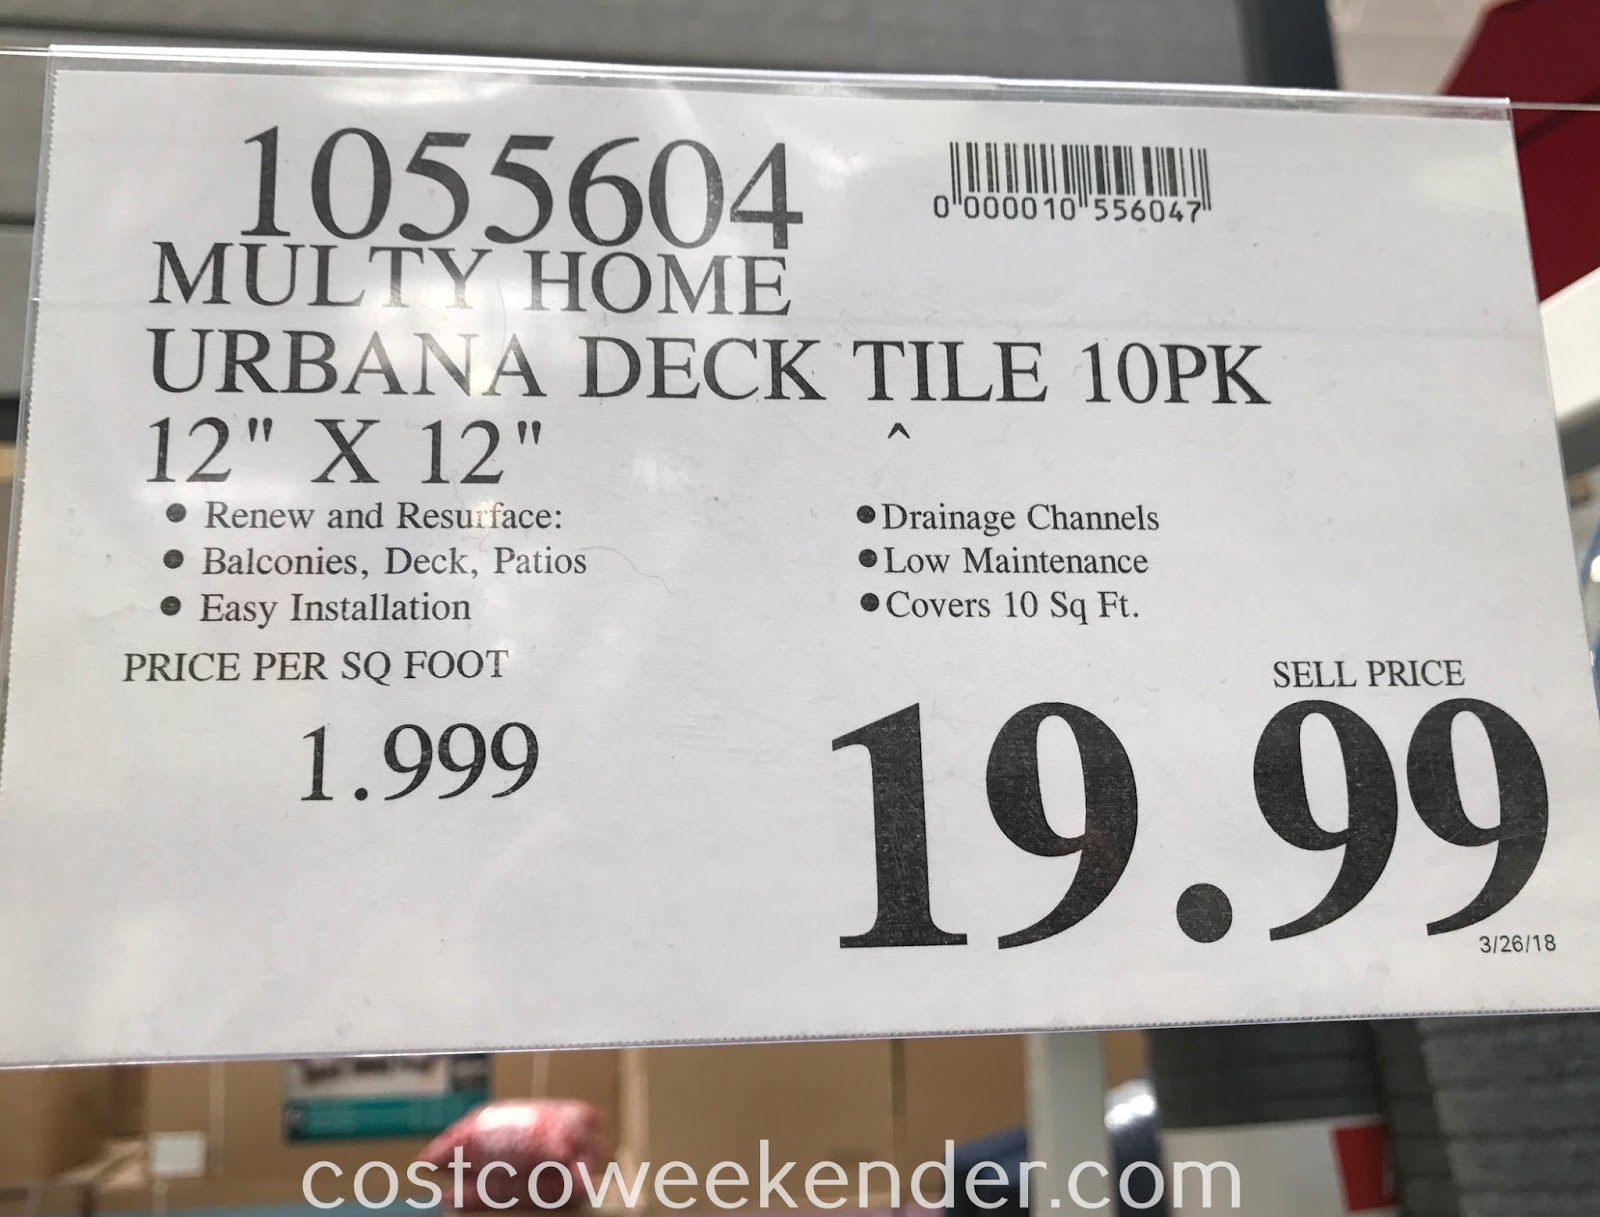 1055604
0 000010 556047
MULTY HOME
URBANA DECK TILE 10PK
12" X 12" ^
• Renew and Resurface:
• Balconies, Deck, Patios
• Easy Installation
• Drainage Channels
• Low Maintenance
• Covers 10 Sq Ft.
PRICE PER SQ FOOT
1.999
SELL PRICE
19.99
3/26/18
costcoweekender.com